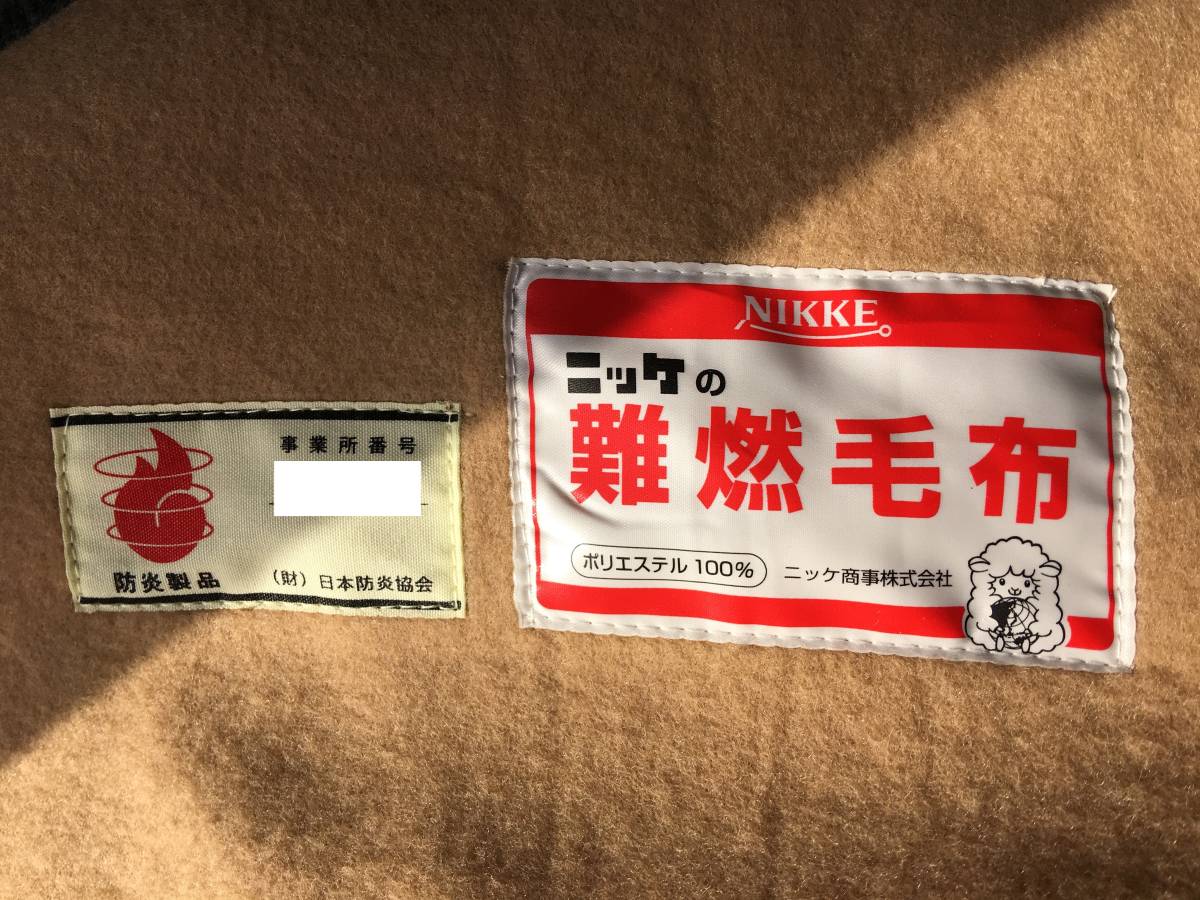 事業所番号
防炎製品
(財) 日本防炎協会
NIKKE
ニッケの
難燃毛布
ポリエステル 100%
ニッケ商事株式会社